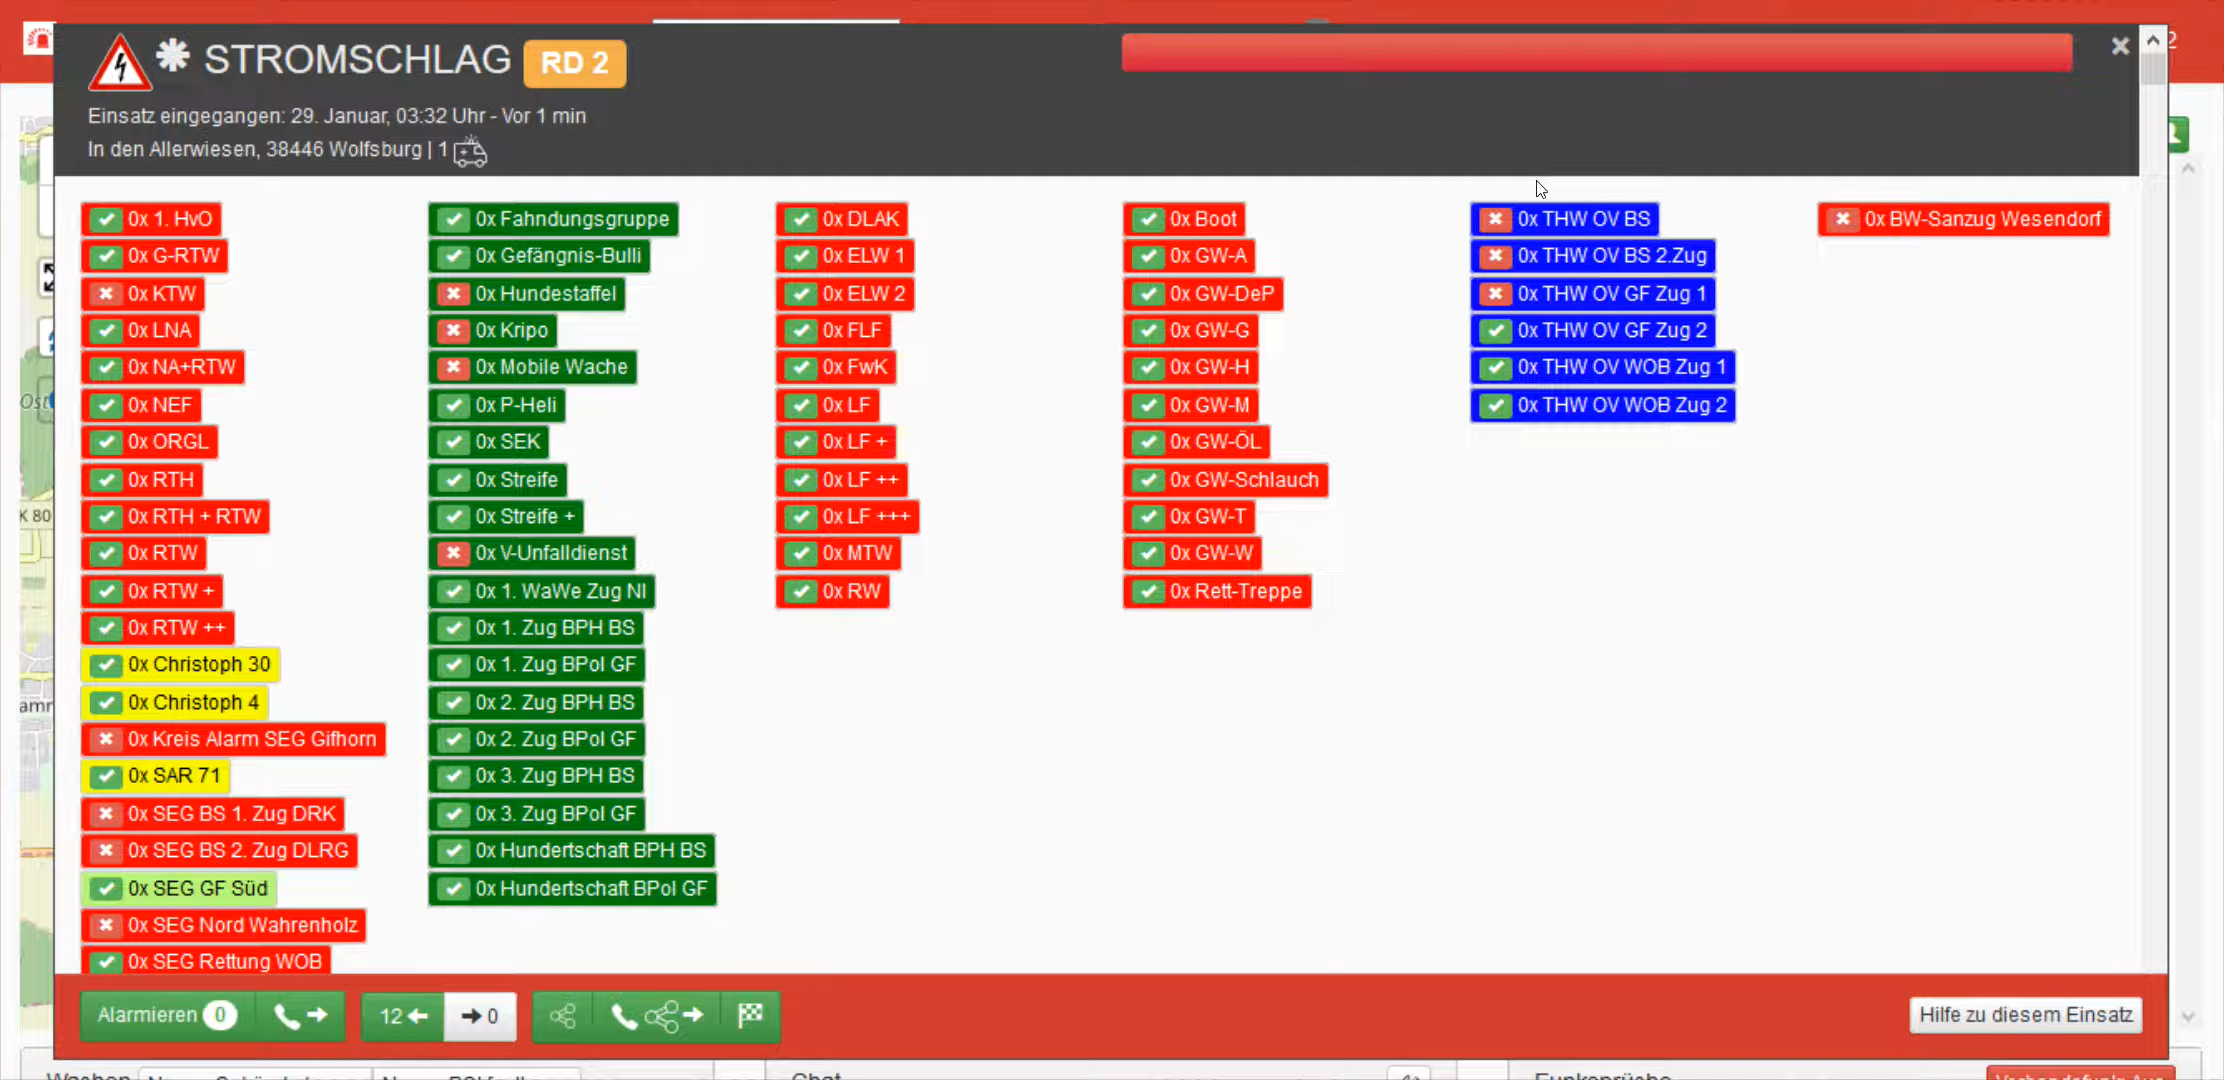 STROMSCHLAG RD 2
Einsatz eingegangen: 29. Januar, 03:32 Uhr - Vor 1 min
In den Allerwiesen, 38446 Wolfsburg | 1
0x 1. HvO
0x G-RTW
0x KTW
0x LNA
0x NA+RTW
0x NEF
0x ORGL
0x RTH
0x RTH + RTW
0x RTW
0x RTW +
0x RTW ++
0x Christoph 30
0x Christoph 4
0x Kreis Alarm SEG Gifhorn
0x SAR 71
0x SEG BS 1. Zug DRK
0x SEG BS 2. Zug DLRG
0x SEG GF Süd
0x SEG Nord Wahrenholz
0x SEG Rettung WOB
0x Fahndungsgruppe
0x Gefängnis-Bulli
0x Hundestaffel
0x Kripo
0x Mobile Wache
0x P-Heli
0x SEK
0x Streife
0x Streife +
0x V-Unfalldienst
0x 1. WaWe Zug NI
0x 1. Zug BPH BS
0x 1. Zug BPol GF
0x 2. Zug BPH BS
0x 2. Zug BPol GF
0x 3. Zug BPH BS
0x 3. Zug BPol GF
0x Hundertschaft BPH BS
0x Hundertschaft BPol GF
0x DLAK
0x ELW 1
0x ELW 2
0x FLF
0x FwK
0x LF
0x LF +
0x LF ++
0x LF +++
0x MTW
0x RW
0x Boot
0x GW-A
0x GW-DeP
0x GW-G
0x GW-H
0x GW-M
0x GW-ÖL
0x GW-Schlauch
0x GW-T
0x GW-W
0x Rett-Treppe
0x THW OV BS
0x THW OV BS 2.Zug
0x THW OV GF Zug 1
0x THW OV GF Zug 2
0x THW OV WOB Zug 1
0x THW OV WOB Zug 2
0x BW-Sanzug Wesendorf
K 80
Ost
Alarmieren 0
12
0
Hilfe zu diesem Einsatz
Wachen
Chat
Funksprüche